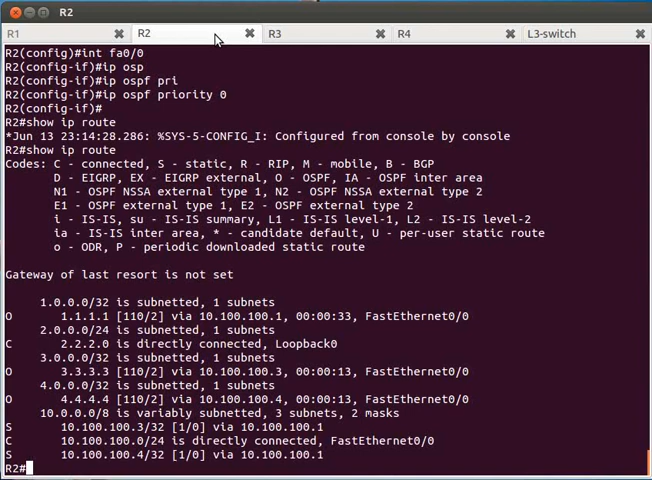 R2
R1
R2
R3
R4
L3-switch
R2(config)#int fa0/0
R2(config-if)#ip osp
R2(config-if)#ip ospf pri
R2(config-if)#ip ospf priority 0
R2(config-if)#
R2#show ip route
*Jun 13 23:14:28.286: %SYS-5-CONFIG_I: Configured from console by console
R2#show ip route
Codes: C - connected, S - static, R - RIP, M - mobile, B - BGP
       D - EIGRP, EX - EIGRP external, O - OSPF, IA - OSPF inter area
       N1 - OSPF NSSA external type 1, N2 - OSPF NSSA external type 2
       E1 - OSPF external type 1, E2 - OSPF external type 2
       i - IS-IS, su - IS-IS summary, L1 - IS-IS level-1, L2 - IS-IS level-2
       ia - IS-IS inter area, * - candidate default, U - per-user static route
       o - ODR, P - periodic downloaded static route
Gateway of last resort is not set
     1.0.0.0/32 is subnetted, 1 subnets
O       1.1.1.1 [110/2] via 10.100.100.1, 00:00:33, FastEthernet0/0
     2.0.0.0/24 is subnetted, 1 subnets
C       2.2.2.0 is directly connected, Loopback0
     3.0.0.0/32 is subnetted, 1 subnets
O       3.3.3.3 [110/2] via 10.100.100.3, 00:00:13, FastEthernet0/0
     4.0.0.0/32 is subnetted, 1 subnets
O       4.4.4.4 [110/2] via 10.100.100.4, 00:00:13, FastEthernet0/0
     10.0.0.0/8 is variably subnetted, 3 subnets, 2 masks
S       10.100.100.3/32 [1/0] via 10.100.100.1
C       10.100.100.0/24 is directly connected, FastEthernet0/0
S       10.100.100.4/32 [1/0] via 10.100.100.1
R2#